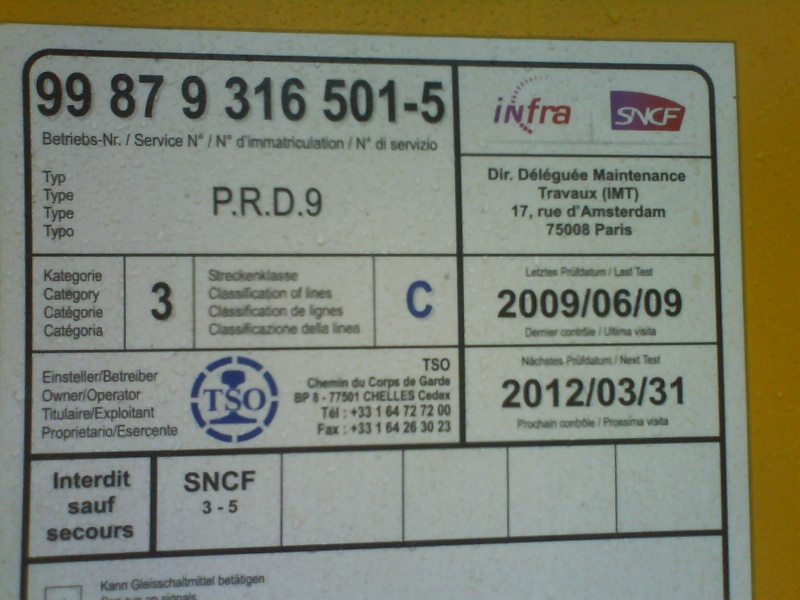 99 87 9 316 501-5
Betriebs-Nr. / Service N° / N° d'immatriculation / N° di servizio
Typ
Type
Type
Typo
P.R.D.9
infra
SNCF
Dir. Déléguée Maintenance
Travaux (IMT)
17, rue d'Amsterdam
75008 Paris
Kategorie
Category
Catégorie
Catégoria
3
Streckenklasse
Classification of lines
Classification de lignes
Classificazione della linea
C
Letztes Prüfdatum / Last Test
2009/06/09
Dernier contrôle / Ultima visita
Einsteller/Betreiber
Owner/Operator
Titulaire/Exploitant
Proprietario/Esercente
TSO
TSO
Chemin du Corps de Garde
BP 8 - 77501 CHELLES Cedex
Tél : +33 1 64 72 72 00
Fax : +33 1 64 26 30 23
Nächstes Prüfdatum / Next Test
2012/03/31
Prochain contrôle / Prossima visita
Interdit
sauf
secours
SNCF
3 - 5
Kann Gleisschaltmittel betätigen